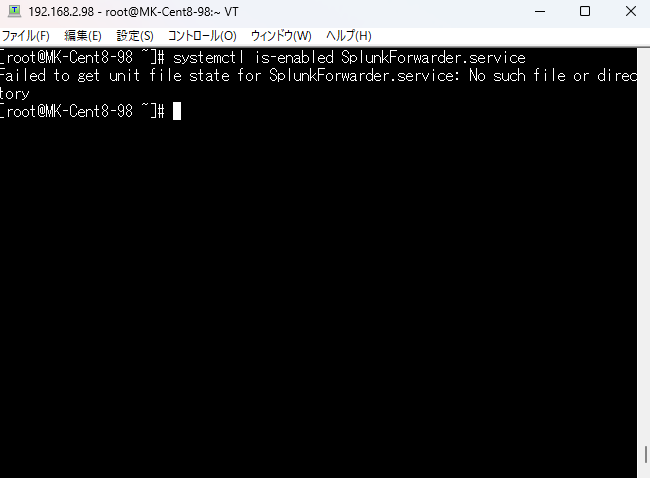 192.168.2.98 - root@MK-Cent8-98:~ VT
ファイル(F) 編集(E) 設定(S) コントロール(O) ウィンドウ(W) ヘルプ(H)
[root@MK-Cent8-98 ~]# systemctl is-enabled SplunkForwarder.service
Failed to get unit file state for SplunkForwarder.service: No such file or direc
tory
[root@MK-Cent8-98 ~]#